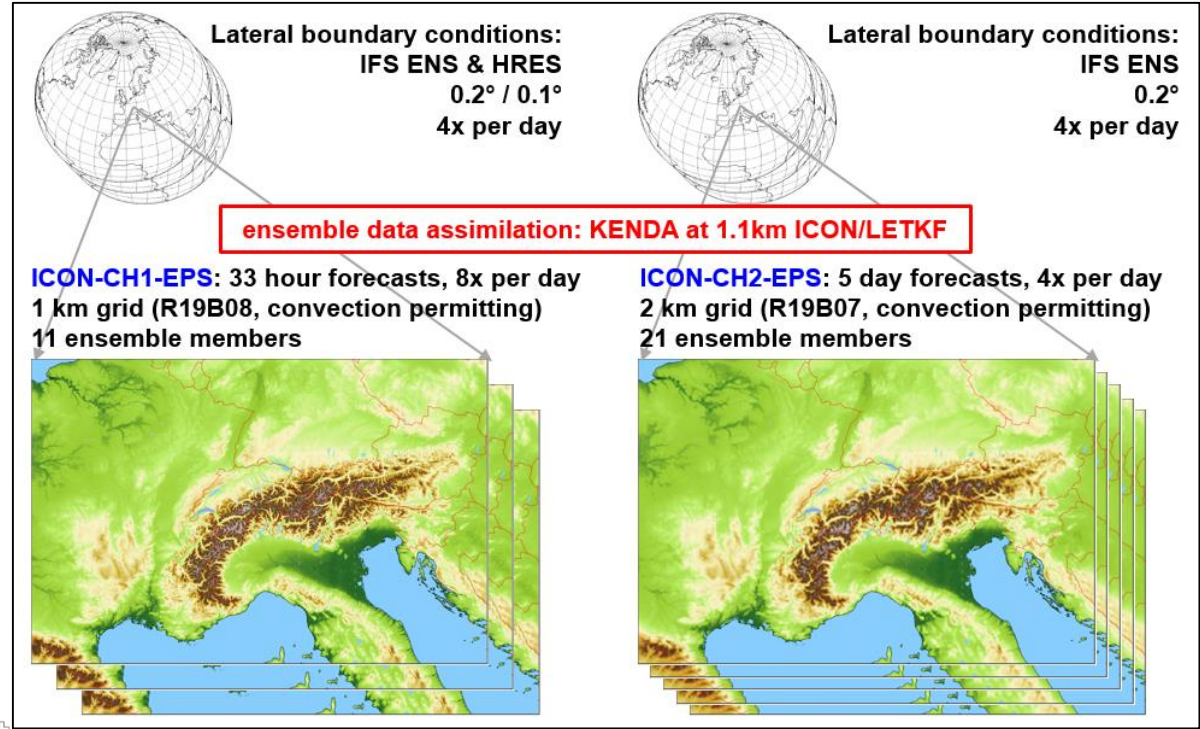 Lateral boundary conditions:
IFS ENS & HRES
0.2° / 0.1°
4x per day
Lateral boundary conditions:
IFS ENS
0.2°
4x per day
ensemble data assimilation: KENDA at 1.1km ICON/LETKF
ICON-CH1-EPS: 33 hour forecasts, 8x per day
1 km grid (R19B08, convection permitting)
11 ensemble members
ICON-CH2-EPS: 5 day forecasts, 4x per day
2 km grid (R19B07, convection permitting)
21 ensemble members